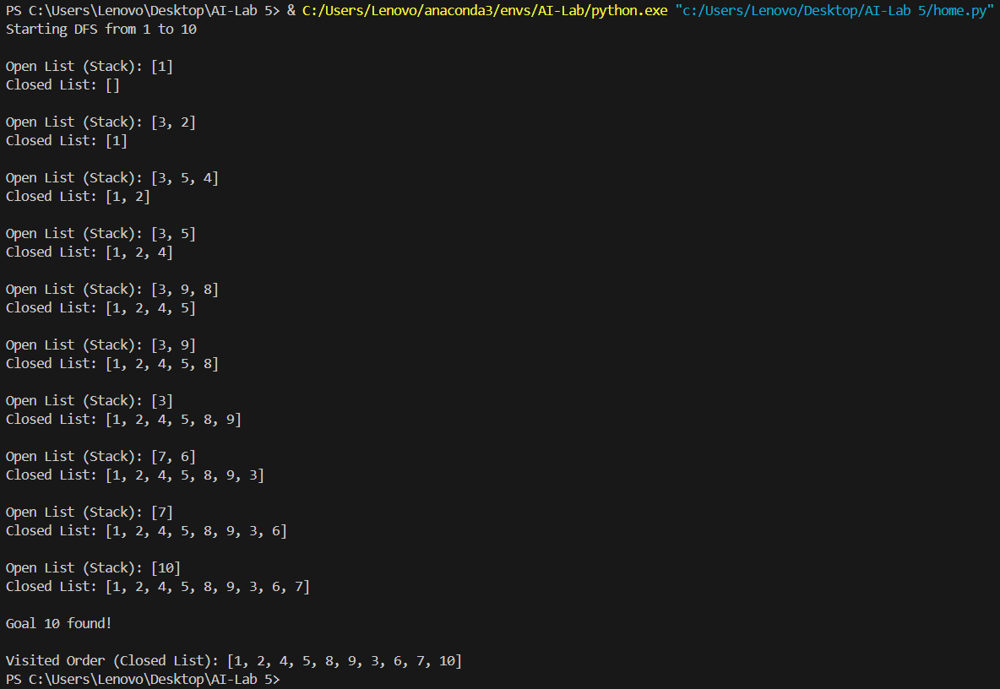 PS C:\Users\Lenovo\Desktop\AI-Lab 5> & C:/Users/Lenovo/anaconda3/envs/AI-Lab/python.exe "c:/Users/Lenovo/Desktop/AI-Lab 5/home.py"
Starting DFS from 1 to 10
Open List (Stack): [1]
Closed List: []
Open List (Stack): [3, 2]
Closed List: [1]
Open List (Stack): [3, 5, 4]
Closed List: [1, 2]
Open List (Stack): [3, 5]
Closed List: [1, 2, 4]
Open List (Stack): [3, 9, 8]
Closed List: [1, 2, 4, 5]
Open List (Stack): [3, 9]
Closed List: [1, 2, 4, 5, 8]
Open List (Stack): [3]
Closed List: [1, 2, 4, 5, 8, 9]
Open List (Stack): [7, 6]
Closed List: [1, 2, 4, 5, 8, 9, 3]
Open List (Stack): [7]
Closed List: [1, 2, 4, 5, 8, 9, 3, 6]
Open List (Stack): [10]
Closed List: [1, 2, 4, 5, 8, 9, 3, 6, 7]
Goal 10 found!
Visited Order (Closed List): [1, 2, 4, 5, 8, 9, 3, 6, 7, 10]
PS C:\Users\Lenovo\Desktop\AI-Lab 5>